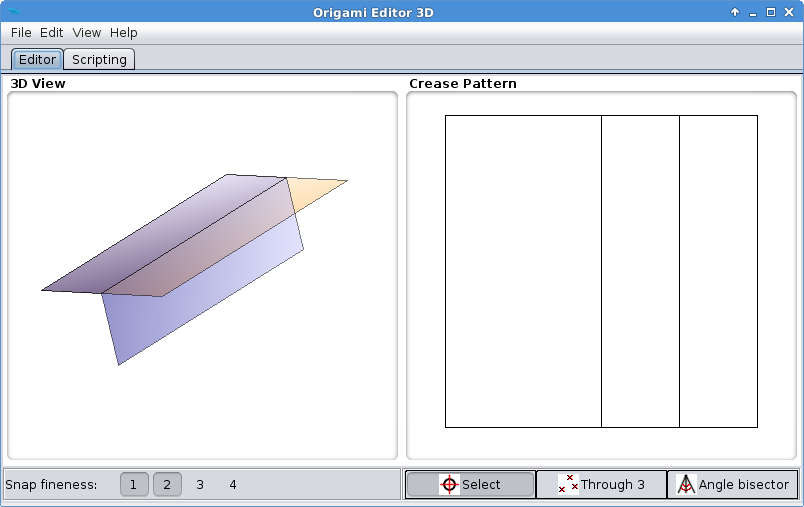 Origami Editor 3D
File Edit View Help
Editor Scripting
3D View
Crease Pattern
Snap fineness: 1 2 3 4
Select Through 3 Angle bisector